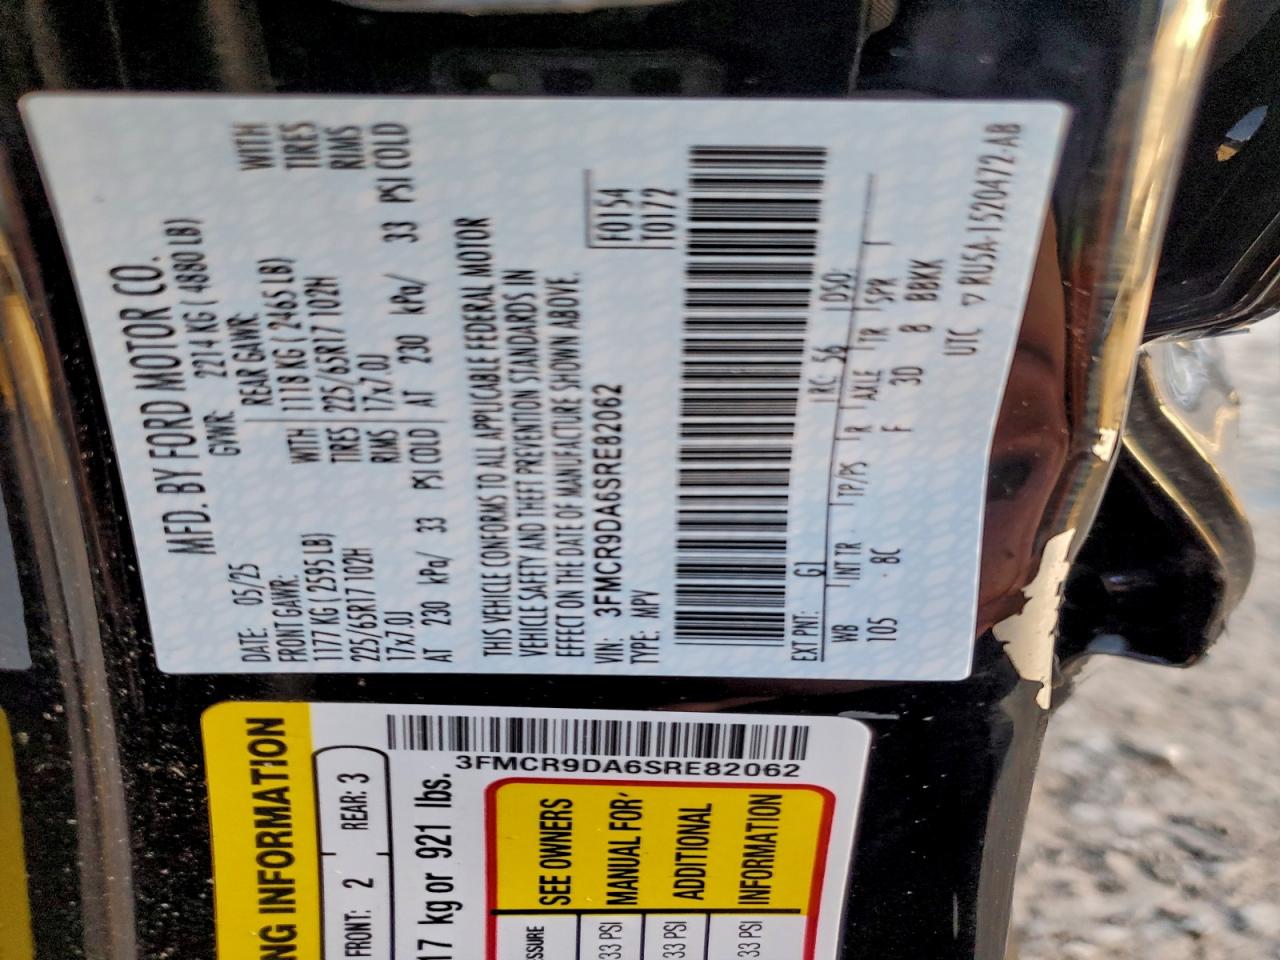 MFD. BY FORD MOTOR CO.
DATE: 05/25 GVWR: 2214 KG ( 4880 LB)
FRONT GAWR: REAR GAWR:
1177 KG ( 2595 LB) WITH 1118 KG ( 2465 LB) WITH
225/65R17 102H TIRES 225/65R17 102H TIRES
17x7.0J RIMS 17x7.0J RIMS
AT 230 kPa/ 33 PSI COLD AT 230 kPa/ 33 PSI COLD
THIS VEHICLE CONFORMS TO ALL APPLICABLE FEDERAL MOTOR
VEHICLE SAFETY AND THEFT PREVENTION STANDARDS IN
EFFECT ON THE DATE OF MANUFACTURE SHOWN ABOVE.
VIN: 3FMCR9DA6SRE82062 F0154
TYPE: MPV T0172
EXT PNT: G1 RC: 56 DSO:
WB INT TR TP/PS R AXLE TR SPR
105 8C F 30 8 BBKK
UTC ▽ RUSA-1520472-AB
NG INFORMATION
FRONT: 2 REAR: 3
17 kg or 921 lbs.
3FMCR9DA6SRE82062
SSURE SEE OWNERS
33 PSI MANUAL FOR
33 PSI ADDITIONAL
33 PSI INFORMATION